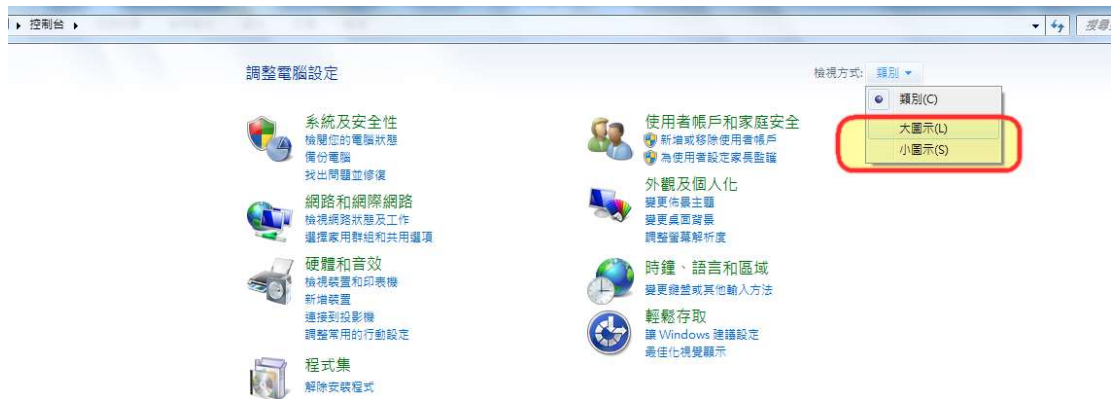 控制台
調整電腦設定
檢視方式: 類別
類別(C)
大圖示(L)
小圖示(S)
系統及安全性
檢閱您的電腦狀態
備份電腦
找出問題並修復
網路和網際網路
檢視網路狀態及工作
選擇家用群組和共用選項
硬體和音效
檢視裝置和印表機
新增裝置
連接到投影機
調整常用的行動設定
程式集
解除安裝程式
使用者帳戶和家庭安全
新增或移除使用者帳戶
為使用者設定家長監護
外觀及個人化
變更佈景主題
變更桌面背景
調整螢幕解析度
時鐘、語言和區域
變更鍵盤或其他輸入方法
輕鬆存取
讓 Windows 建議設定
最佳化視覺顯示